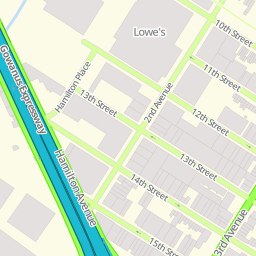 10th Street
Lowe's
11th Street
Gowanus Expressway
Hamilton Place
13th Street
2nd Avenue
12th Street
13th Street
Hamilton Avenue
14th Street
3rd Avenue
15th Street